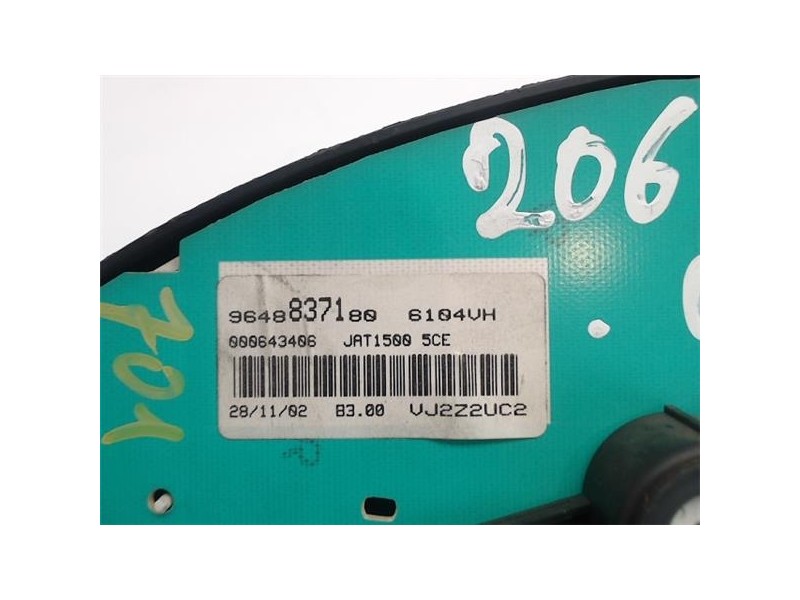 206
9648837180 6104VH
000643406 JAT1500 5CE
28/11/02 B3.00 VJ2Z2UC2
701